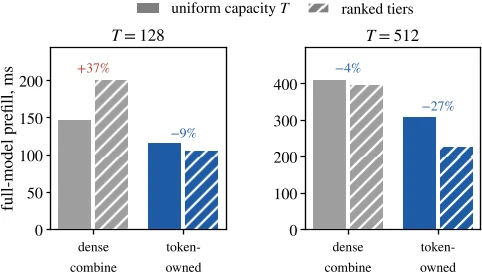 uniform capacity T ranked tiers
T = 128
T = 512
full-model prefill, ms
200
150
100
50
0
+37%
−9%
dense combine
token-owned
400
300
200
100
0
−4%
−27%
dense combine
token-owned